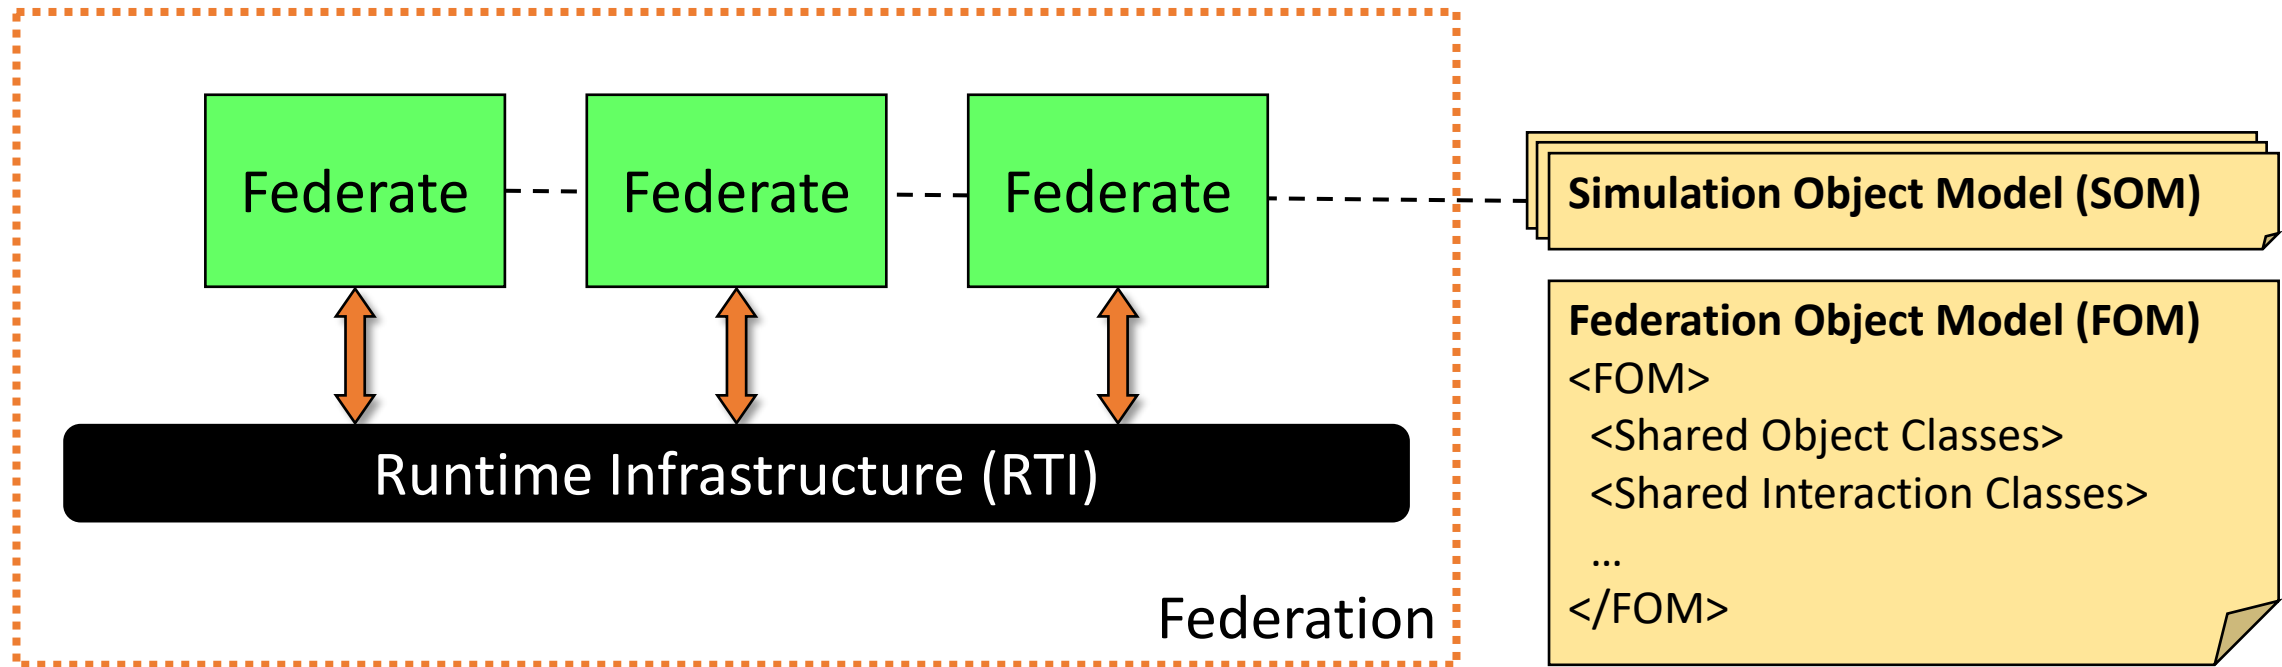 Federate
Federate
Federate
Runtime Infrastructure (RTI)
Federation
Simulation Object Model (SOM)
Federation Object Model (FOM)
<FOM>
<Shared Object Classes>
<Shared Interaction Classes>
...
</FOM>